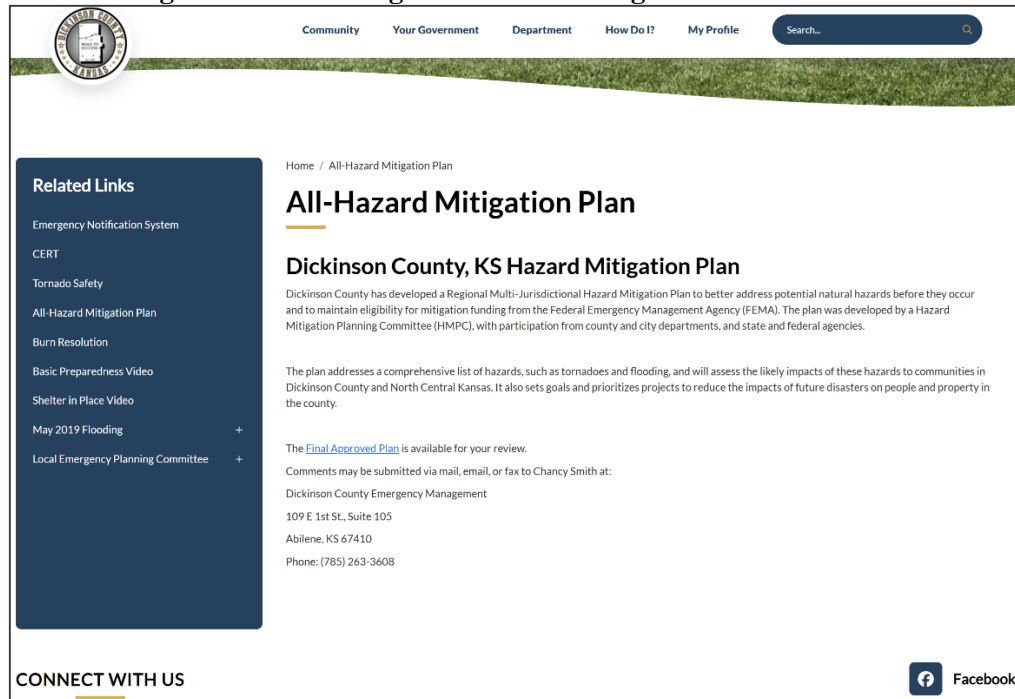 DICKINSON COUNTY
KANSAS
Community Your Government Department How Do I? My Profile Search...
Related Links
Emergency Notification System
CERT
Tornado Safety
All-Hazard Mitigation Plan
Burn Resolution
Basic Preparedness Video
Shelter in Place Video
May 2019 Flooding +
Local Emergency Planning Committee +
Home / All-Hazard Mitigation Plan
All-Hazard Mitigation Plan
Dickinson County, KS Hazard Mitigation Plan
Dickinson County has developed a Regional Multi-Jurisdictional Hazard Mitigation Plan to better address potential natural hazards before they occur
and to maintain eligibility for mitigation funding from the Federal Emergency Management Agency (FEMA). The plan was developed by a Hazard
Mitigation Planning Committee (HMPC), with participation from county and city departments, and state and federal agencies.
The plan addresses a comprehensive list of hazards, such as tornadoes and flooding, and will assess the likely impacts of these hazards to communities in
Dickinson County and North Central Kansas. It also sets goals and prioritizes projects to reduce the impacts of future disasters on people and property in
the county.
The Final Approved Plan is available for your review.
Comments may be submitted via mail, email, or fax to Chancy Smith at:
Dickinson County Emergency Management
109 E 1st St., Suite 105
Abilene, KS 67410
Phone: (785) 263-3608
CONNECT WITH US
Facebook